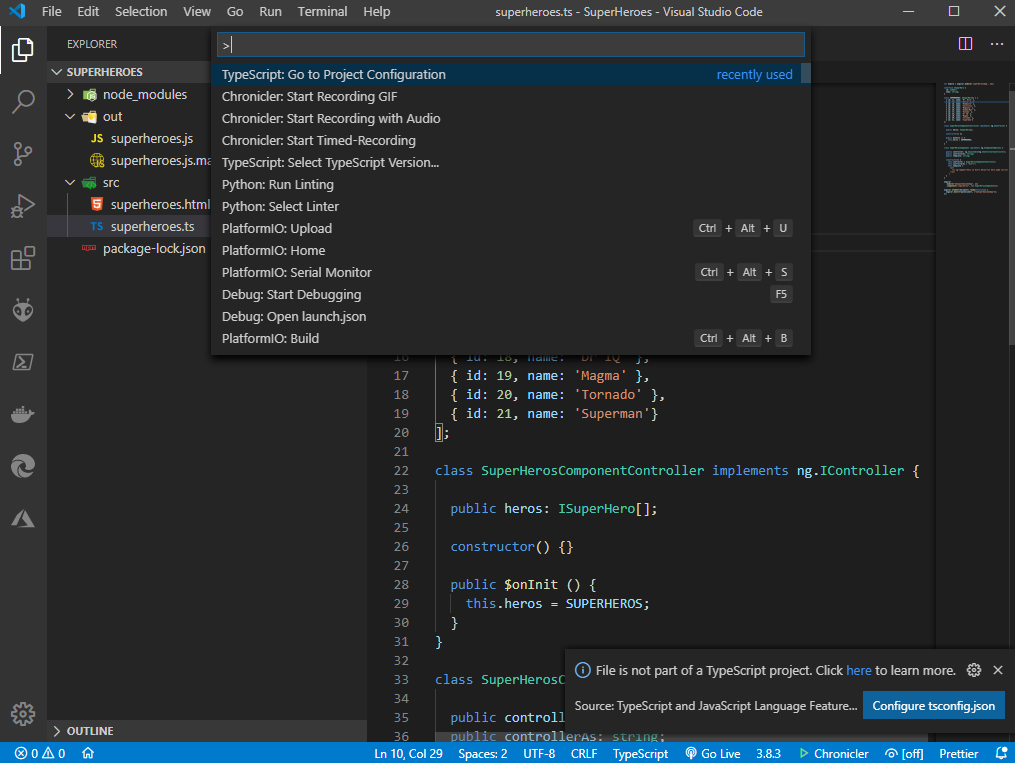 File Edit Selection View Go Run Terminal Help superheroes.ts - SuperHeroes - Visual Studio Code
EXPLORER
SUPERHEROES
node_modules
out
JS superheroes.js
superheroes.js.ma
src
superheroes.html
TS superheroes.ts
package-lock.json
OUTLINE
>
TypeScript: Go to Project Configuration recently used
Chronicler: Start Recording GIF
Chronicler: Start Recording with Audio
Chronicler: Start Timed-Recording
TypeScript: Select TypeScript Version...
Python: Run Linting
Python: Select Linter
PlatformIO: Upload Ctrl + Alt + U
PlatformIO: Home
PlatformIO: Serial Monitor Ctrl + Alt + S
Debug: Start Debugging F5
Debug: Open launch.json
PlatformIO: Build Ctrl + Alt + B
16 { id: 18, name: 'Dr IQ' },
17 { id: 19, name: 'Magma' },
18 { id: 20, name: 'Tornado' },
19 { id: 21, name: 'Superman'}
20 ];
21
22 class SuperHerosComponentController implements ng.IController {
23
24 public heros: ISuperHero[];
25
26 constructor() {}
27
28 public $onInit () {
29 this.heros = SUPERHEROS;
30 }
31 }
32
33 class SuperHerosC
34
35 public controll
36 public controllerAs: string;
File is not part of a TypeScript project. Click here to learn more.
Source: TypeScript and JavaScript Language Feature... Configure tsconfig.json
0 0 Ln 10, Col 29 Spaces: 2 UTF-8 CRLF TypeScript Go Live 3.8.3 Chronicler [off] Prettier